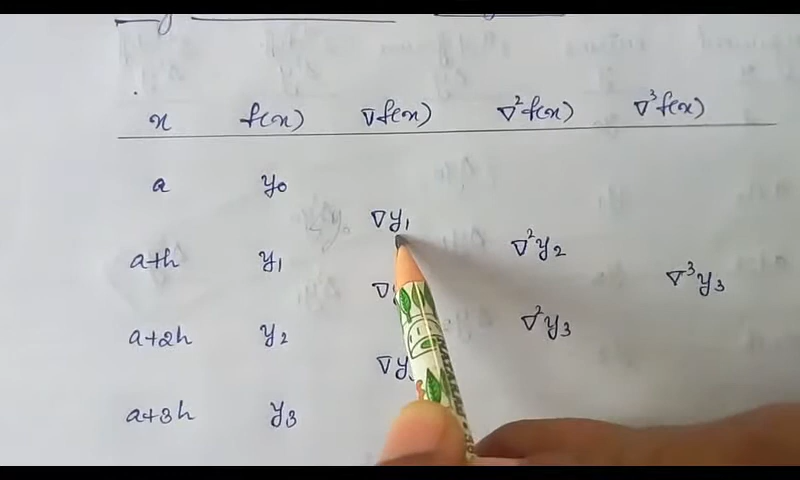 x f(x) ∇f(x) ∇²f(x) ∇³f(x)
a y₀
∇y₁
∇²y₂
a+h y₁
∇³y₃
∇y
∇²y₃
a+2h y₂
∇y
a+3h y₃